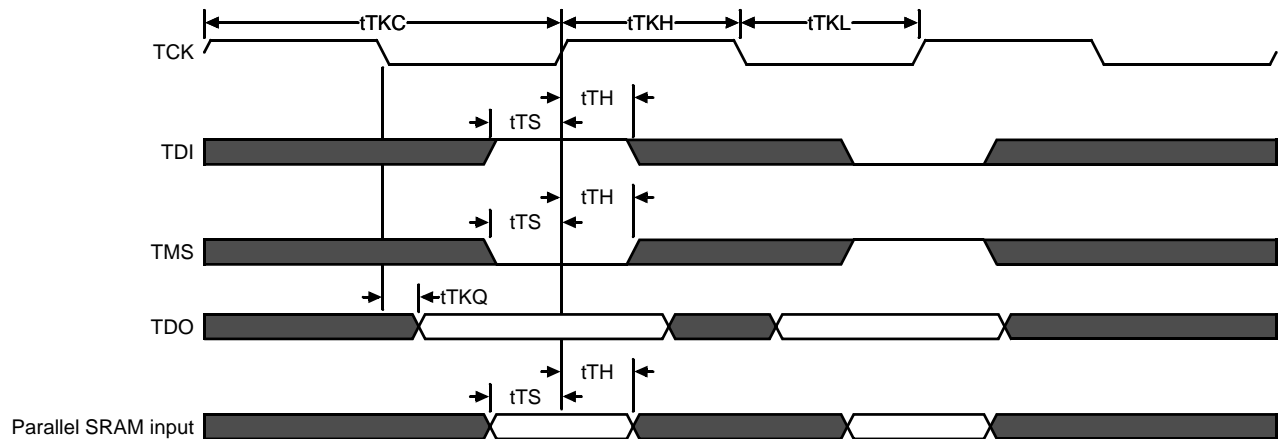 tTKC tTKH tTKL
TCK
tTH
tTS
TDI
tTH
tTS
TMS
tTKQ
TDO
tTH
tTS
Parallel SRAM input